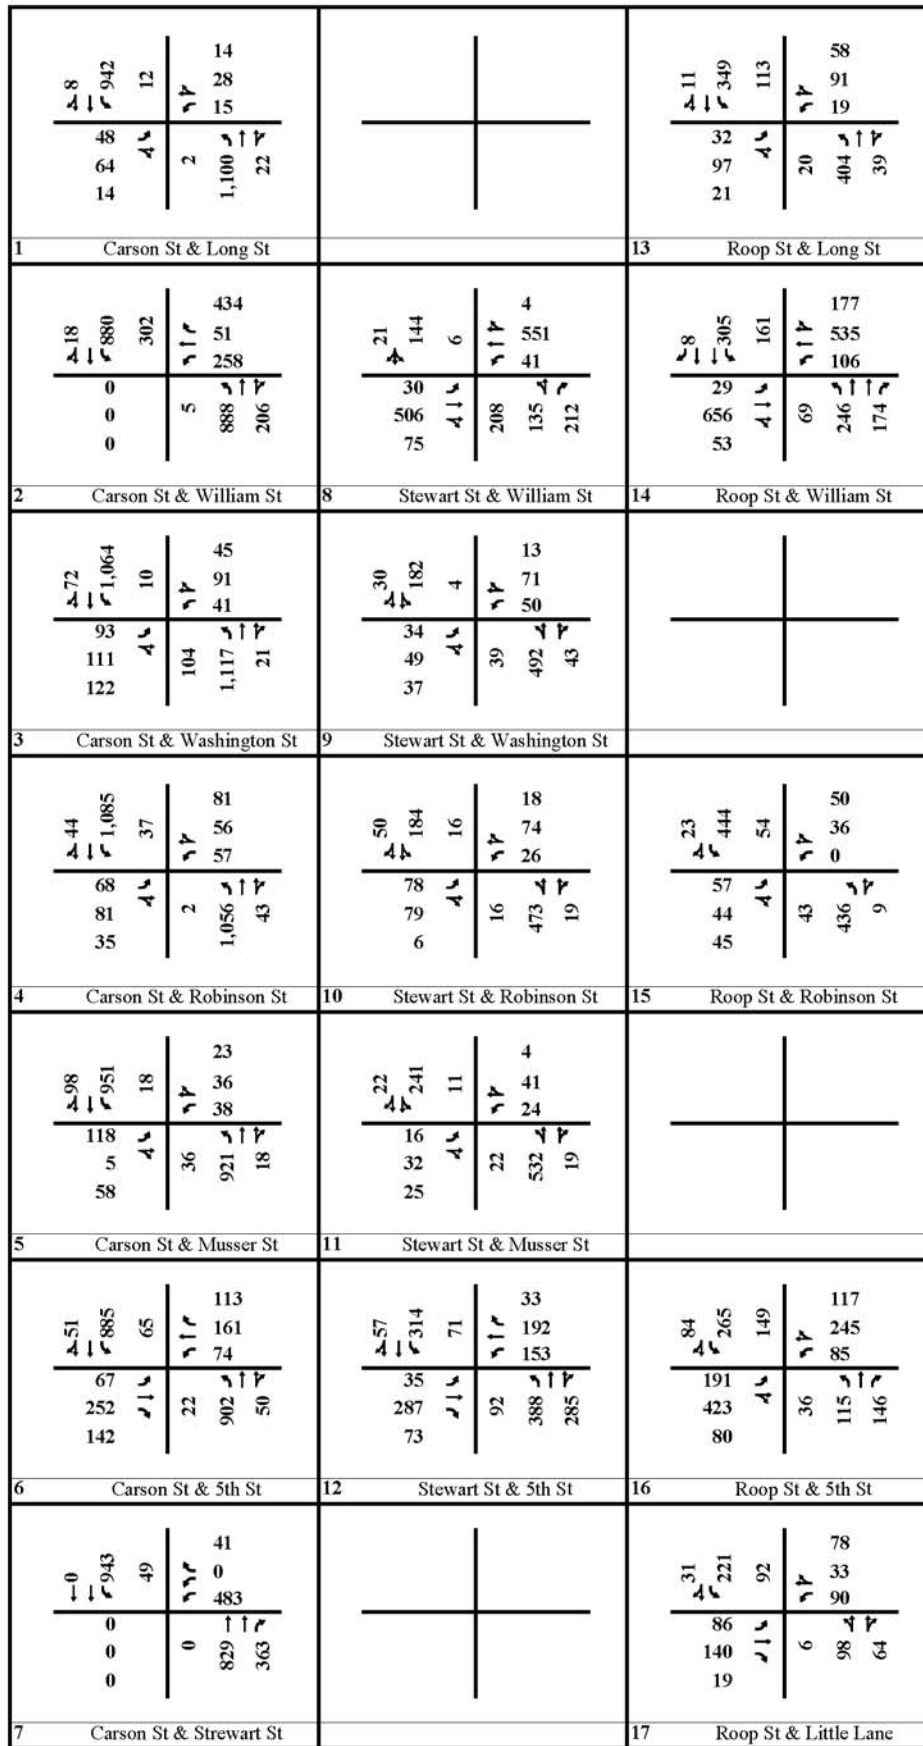 8 942 12 14
28
15
48
64 2 1,100 22
14
1 Carson St & Long St
11 349 113 58
91
19
32
97 20 404 39
21
13 Roop St & Long St
18 880 302 434
51
258
0
0 5 888 206
0
2 Carson St & William St
21 144 6 4
551
41
30
506 208 135 212
75
8 Stewart St & William St
8 305 161 177
535
106
29
656 69 246 174
53
14 Roop St & William St
72 1,064 10 45
91
41
93
111 104 1,117 21
122
3 Carson St & Washington St
30 182 4 13
71
50
34
49 39 492 43
37
9 Stewart St & Washington St
44 1,085 37 81
56
57
68
81 2 1,056 43
35
4 Carson St & Robinson St
50 184 16 18
74
26
78
79 16 473 19
6
10 Stewart St & Robinson St
23 444 54 50
36
0
57
44 43 436 9
45
15 Roop St & Robinson St
98 951 18 23
36
38
118
5 36 921 18
58
5 Carson St & Musser St
22 241 11 4
41
24
16
32 22 532 19
25
11 Stewart St & Musser St
51 885 65 113
161
74
67
252 22 902 50
142
6 Carson St & 5th St
57 314 71 33
192
153
35
287 92 388 285
73
12 Stewart St & 5th St
84 265 149 117
245
85
191
423 36 115 146
80
16 Roop St & 5th St
0 943 49 41
0
483
0
0 0 829 363
0
7 Carson St & Strewart St
31 221 92 78
33
90
86
140 6 98 64
19
17 Roop St & Little Lane